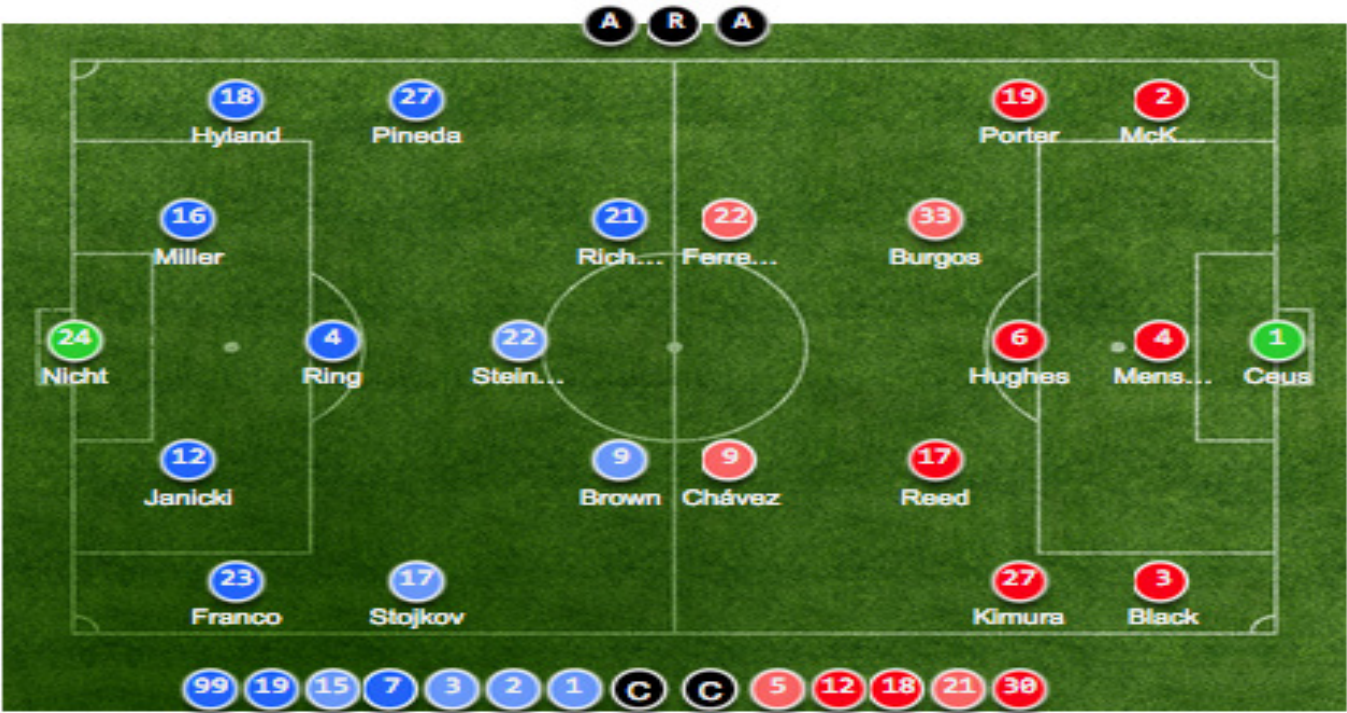 A R A
18 27 19 2
Hyland Pineda Porter McK...
16 21 22 33
Miller Rich... Ferre... Burgos
24 4 22 6 4 1
Nicht Ring Stein... Hughes Mens... Ceus
12 9 9 17
Janicki Brown Chávez Reed
23 17 27 3
Franco Stojkov Kimura Black
99 19 15 7 3 2 1 C C 5 12 18 21 30